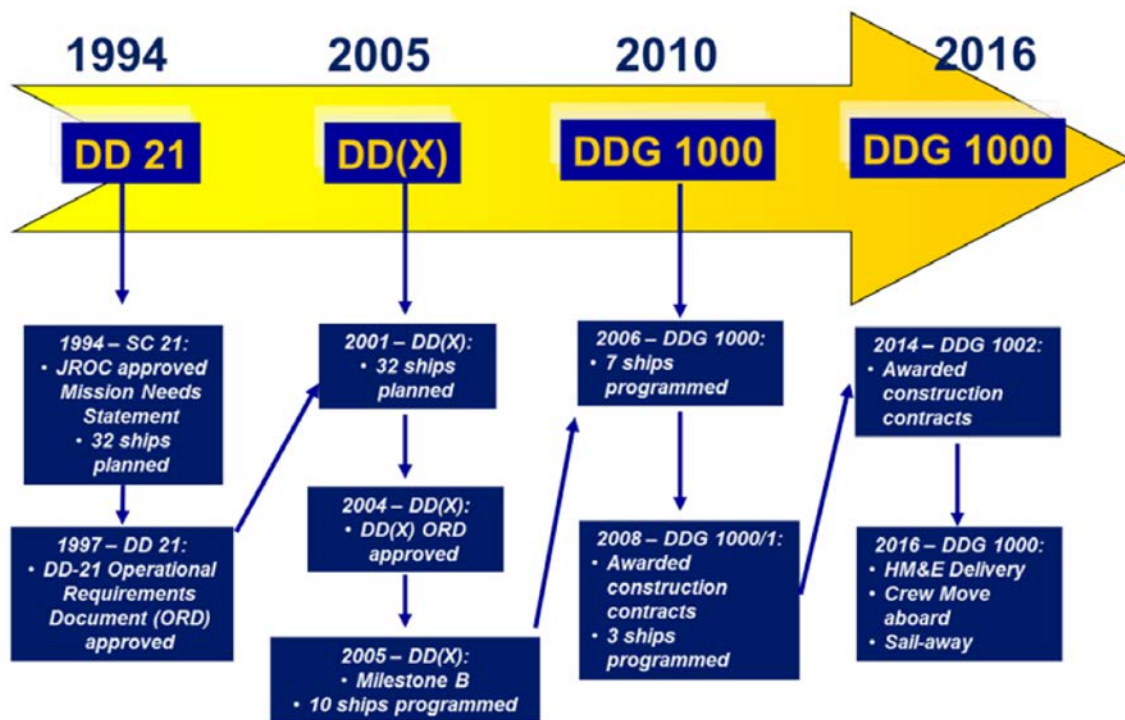 1994
2005
2010
2016
DD 21
DD(X)
DDG 1000
DDG 1000
1994 – SC 21:
• JROC approved
Mission Needs
Statement
• 32 ships
planned
1997 – DD 21:
• DD-21 Operational
Requirements
Document (ORD)
approved
2001 – DD(X):
• 32 ships
planned
2004 – DD(X):
• DD(X) ORD
approved
2005 – DD(X):
• Milestone B
• 10 ships programmed
2006 – DDG 1000:
• 7 ships
programmed
2008 – DDG 1000/1:
• Awarded
construction
contracts
• 3 ships
programmed
2014 – DDG 1002:
• Awarded
construction
contracts
2016 – DDG 1000:
• HM&E Delivery
• Crew Move
aboard
• Sail-away